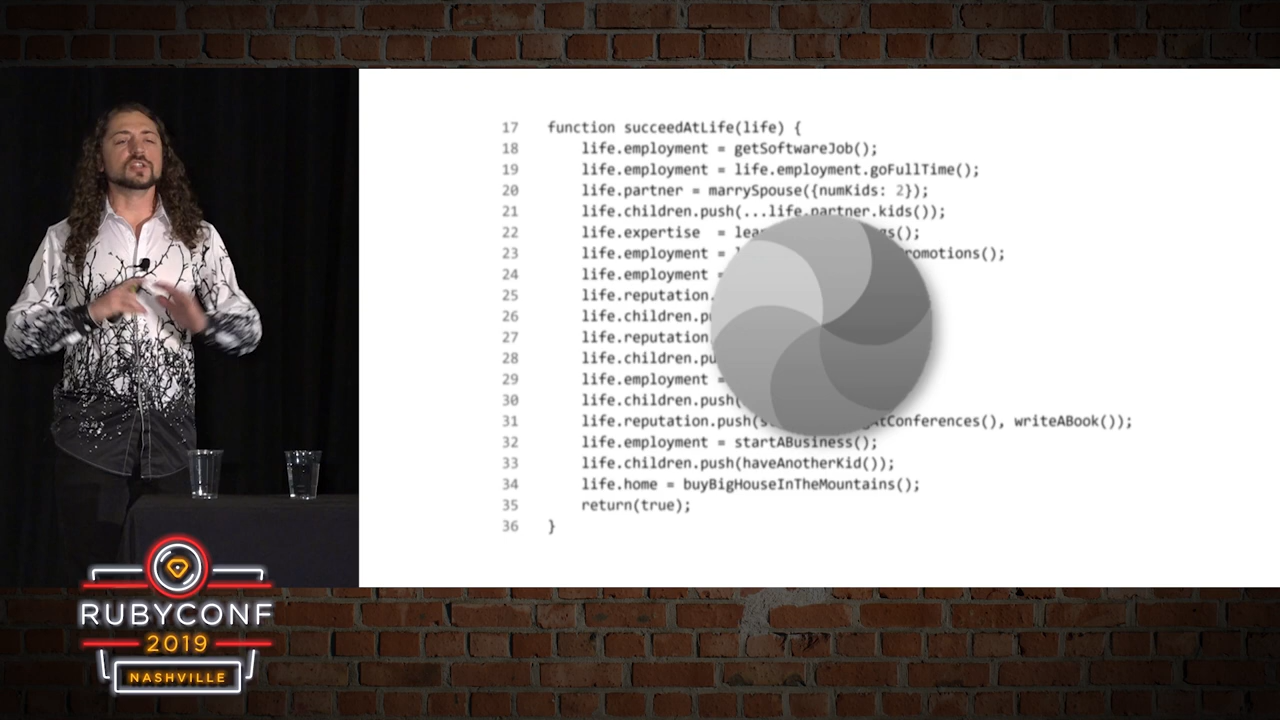 17 function succeedAtLife(life) {
18 life.employment = getSoftwareJob();
19 life.employment = life.employment.goFullTime();
20 life.partner = marrySpouse({numKids: 2});
21 life.children.push(...life.partner.kids());
22 life.expertise =
23 life.employment =
24 life.employment =
25 life.reputation.
26 life.children.
27 life.reputation.
28 life.children.
29 life.employment =
30 life.children.push(
31 life.reputation.push( Conferences(), writeABook());
32 life.employment = startABusiness();
33 life.children.push(haveAnotherKid());
34 life.home = buyBigHouseInTheMountains();
35 return(true);
36 }
RUBYCONF
2019
NASHVILLE